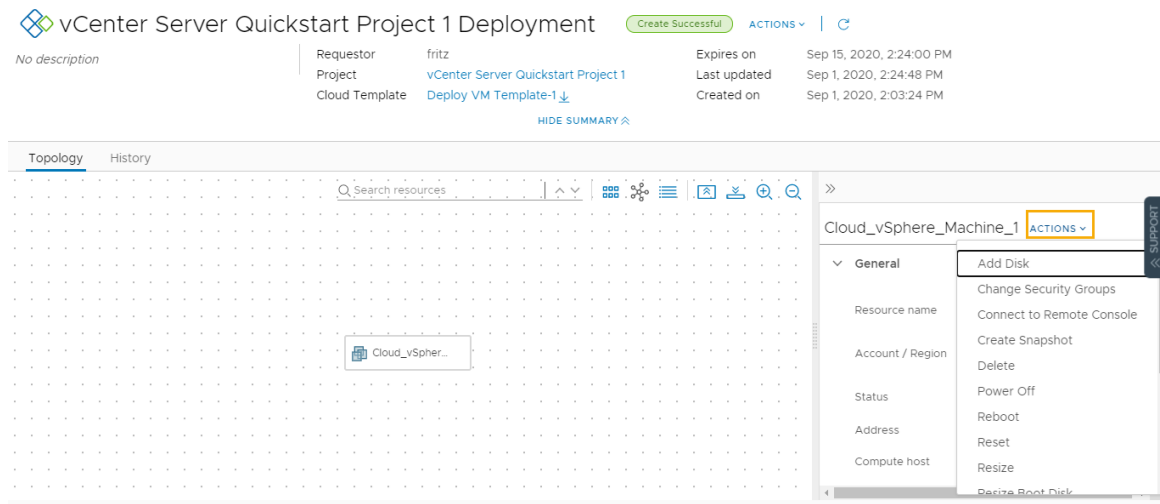 vCenter Server Quickstart Project 1 Deployment Create Successful ACTIONS
No description
Requestor fritz Expires on Sep 15, 2020, 2:24:00 PM
Project vCenter Server Quickstart Project 1 Last updated Sep 1, 2020, 2:24:48 PM
Cloud Template Deploy VM Template-1 Created on Sep 1, 2020, 2:03:24 PM
HIDE SUMMARY
Topology History
Search resources
Cloud_vSpher...
Cloud_vSphere_Machine_1 ACTIONS
SUPPORT
General
Resource name
Account / Region
Status
Address
Compute host
Add Disk
Change Security Groups
Connect to Remote Console
Create Snapshot
Delete
Power Off
Reboot
Reset
Resize
Resize Boot Disk